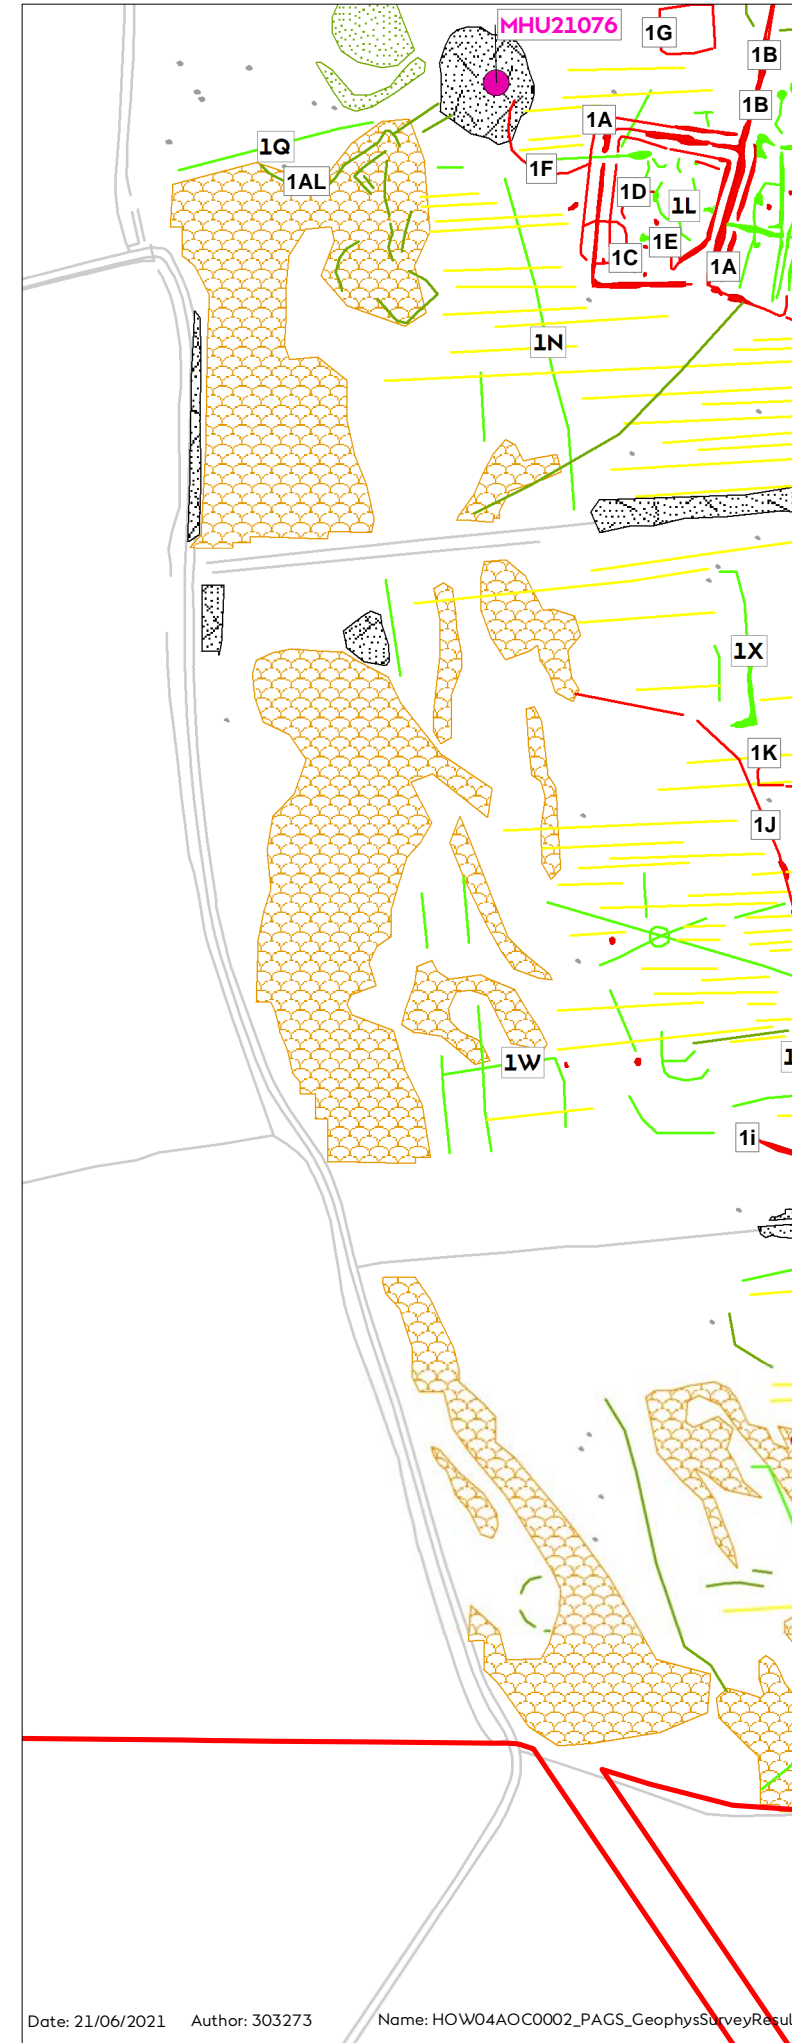 MHU21076
1G
1B
1B
1A
1Q
1F
1AL
1D
1L
1E
1C
1A
1N
1X
1K
1J
1W
1i
Date: 21/06/2021 Author: 303273 Name: HOW04AOC0002_PAGS_GeophysSurveyResul